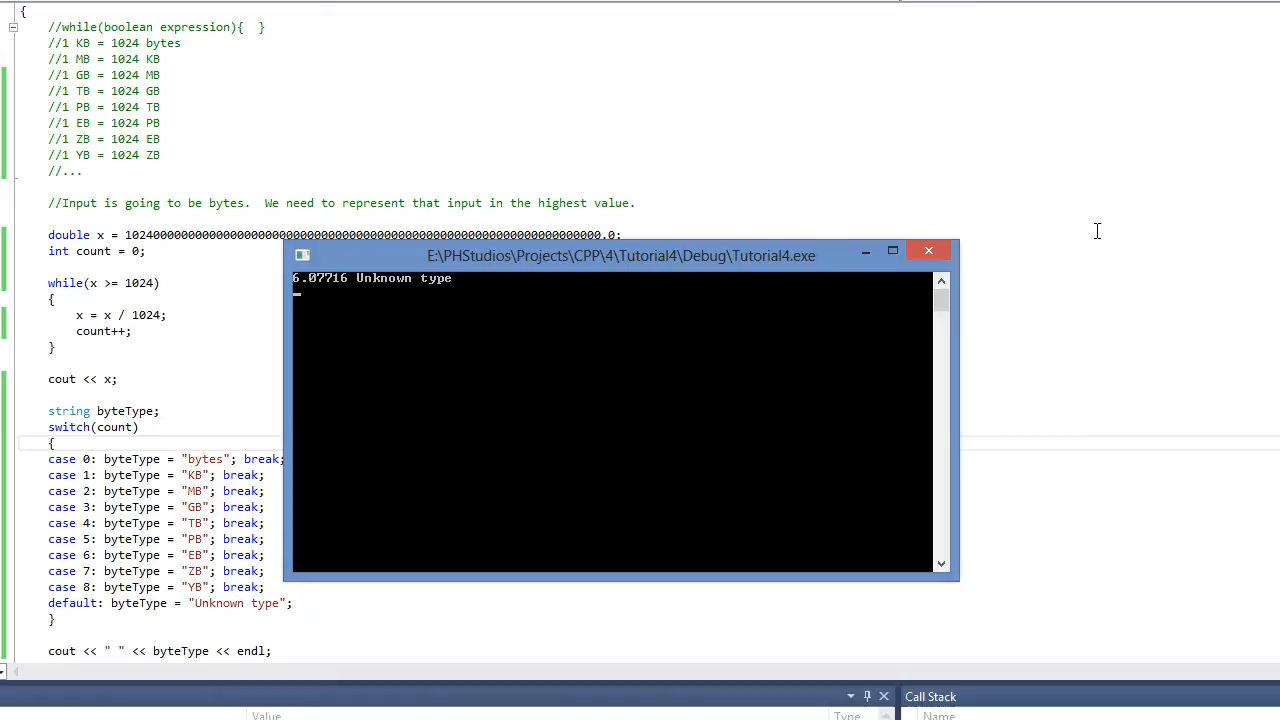 {
//while(boolean expression){  }
//1 KB = 1024 bytes
//1 MB = 1024 KB
//1 GB = 1024 MB
//1 TB = 1024 GB
//1 PB = 1024 TB
//1 EB = 1024 PB
//1 ZB = 1024 EB
//1 YB = 1024 ZB
//...
//Input is going to be bytes.  We need to represent that input in the highest value.
double x =
int count = 0;
while(x >= 1024)
{
x = x / 1024;
count++;
}
cout << x;
string byteType;
switch(count)
{
case 0: byteType = "bytes"; break;
case 1: byteType = "KB"; break;
case 2: byteType = "MB"; break;
case 3: byteType = "GB"; break;
case 4: byteType = "TB"; break;
case 5: byteType = "PB"; break;
case 6: byteType = "EB"; break;
case 7: byteType = "ZB"; break;
case 8: byteType = "YB"; break;
default: byteType = "Unknown type";
}
cout << " " << byteType << endl;
E:\PHStudios\Projects\CPP\4\Tutorial4\Debug\Tutorial4.exe
6.07716 Unknown type
Call Stack
Value
Type
Name